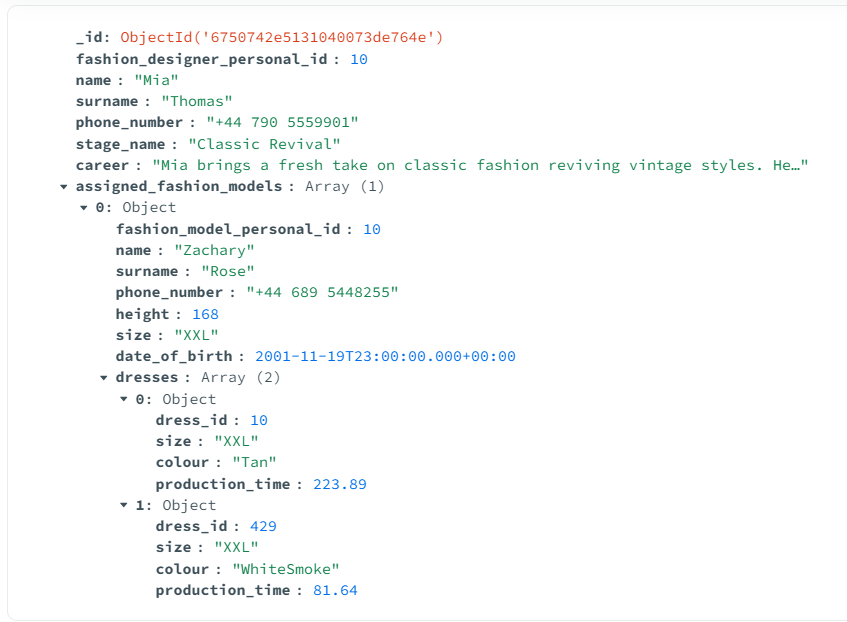 _id: ObjectId('6750742e5131040073de764e')
fashion_designer_personal_id : 10
name : "Mia"
surname : "Thomas"
phone_number : "+44 790 5559901"
stage_name : "Classic Revival"
career : "Mia brings a fresh take on classic fashion reviving vintage styles. He…"
assigned_fashion_models : Array (1)
0: Object
fashion_model_personal_id : 10
name : "Zachary"
surname : "Rose"
phone_number : "+44 689 5448255"
height : 168
size : "XXL"
date_of_birth : 2001-11-19T23:00:00.000+00:00
dresses : Array (2)
0: Object
dress_id : 10
size : "XXL"
colour : "Tan"
production_time : 223.89
1: Object
dress_id : 429
size : "XXL"
colour : "WhiteSmoke"
production_time : 81.64